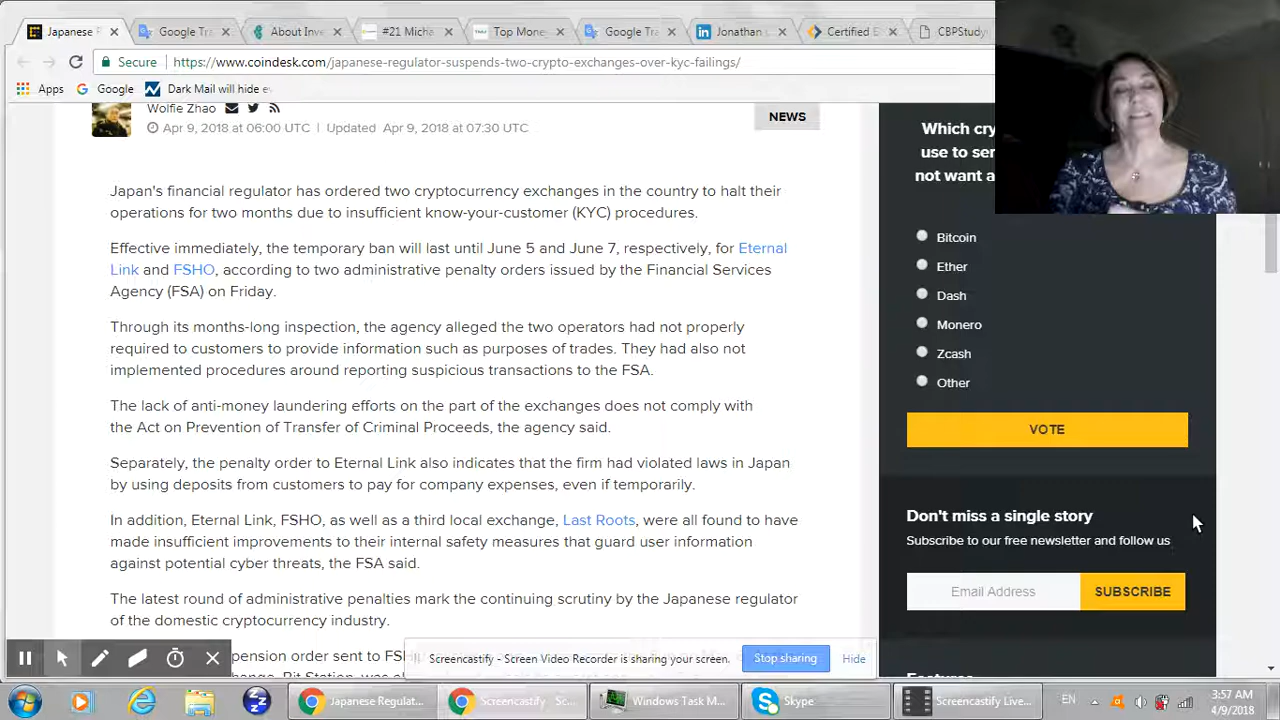 Japanese F
Google Tr
About Inve
#21 Micha
Top Mone
Google Tra
Jonathan L
Certified E
CBPStudy
Secure
https://www.coindesk.com/japanese-regulator-suspends-two-crypto-exchanges-over-kyc-failings/
Apps
Google
Dark Mail will hide e
Wolfie Zhao
Apr 9, 2018 at 06:00 UTC | Updated Apr 9, 2018 at 07:30 UTC
NEWS
Japan's financial regulator has ordered two cryptocurrency exchanges in the country to halt their
operations for two months due to insufficient know-your-customer (KYC) procedures.
Effective immediately, the temporary ban will last until June 5 and June 7, respectively, for Eternal
Link and FSHO, according to two administrative penalty orders issued by the Financial Services
Agency (FSA) on Friday.
Through its months-long inspection, the agency alleged the two operators had not properly
required to customers to provide information such as purposes of trades. They had also not
implemented procedures around reporting suspicious transactions to the FSA.
The lack of anti-money laundering efforts on the part of the exchanges does not comply with
the Act on Prevention of Transfer of Criminal Proceeds, the agency said.
Separately, the penalty order to Eternal Link also indicates that the firm had violated laws in Japan
by using deposits from customers to pay for company expenses, even if temporarily.
In addition, Eternal Link, FSHO, as well as a third local exchange, Last Roots, were all found to have
made insufficient improvements to their internal safety measures that guard user information
against potential cyber threats, the FSA said.
The latest round of administrative penalties mark the continuing scrutiny by the Japanese regulator
of the domestic cryptocurrency industry.
pension order sent to FSH
Which cry
use to sen
not want a
Bitcoin
Ether
Dash
Monero
Zcash
Other
VOTE
Don't miss a single story
Subscribe to our free newsletter and follow us
Email Address
SUBSCRIBE
Screencastify - Screen Video Recorder is sharing your screen.
Stop sharing
Hide
Japanese Regulat...
Screencastify - Sc...
Windows Task M...
Skype
Screencastify Live...
EN
3:57 AM
4/9/2018